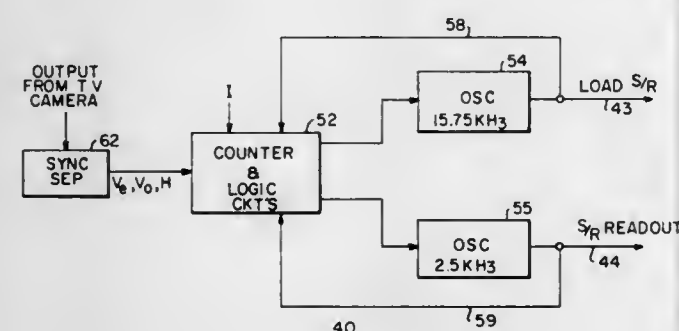 58
OUTPUT
FROM TV
CAMERA
I
54
OSC
15.75KH3
LOAD S/R
43
62
SYNC
SEP
Ve, Vo, H
52
COUNTER
&
LOGIC
CKT'S
55
OSC
2.5KH3
S/R READOUT
44
59
40